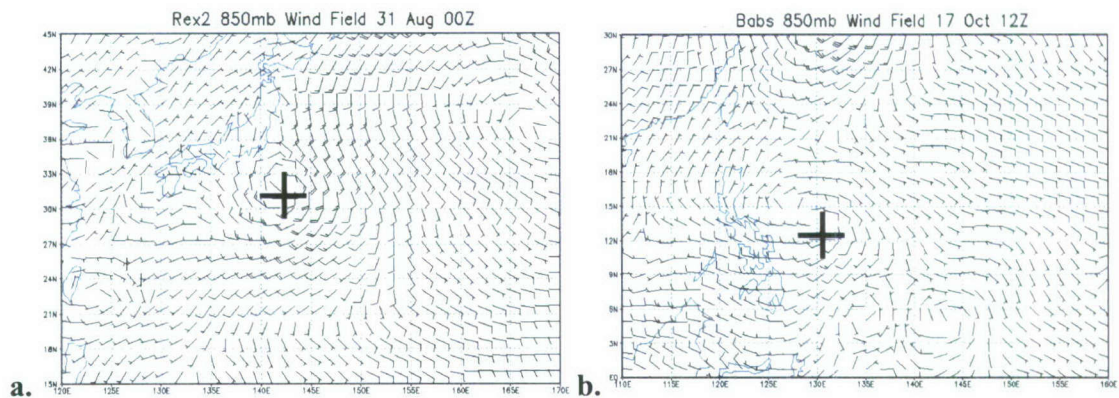 Rex2 850mb Wind Field 31 Aug 00Z
45N
42N
39N
36N
33N
30N
27N
24N
21N
18N
15N
120E 125E 130E 135E 140E 145E 150E 155E 160E 165E 170E
a.
Babs 850mb Wind Field 17 Oct 12Z
30N
27N
24N
21N
18N
15N
12N
9N
6N
3N
EQ
110E 115E 120E 125E 130E 135E 140E 145E 150E 155E 160E
b.